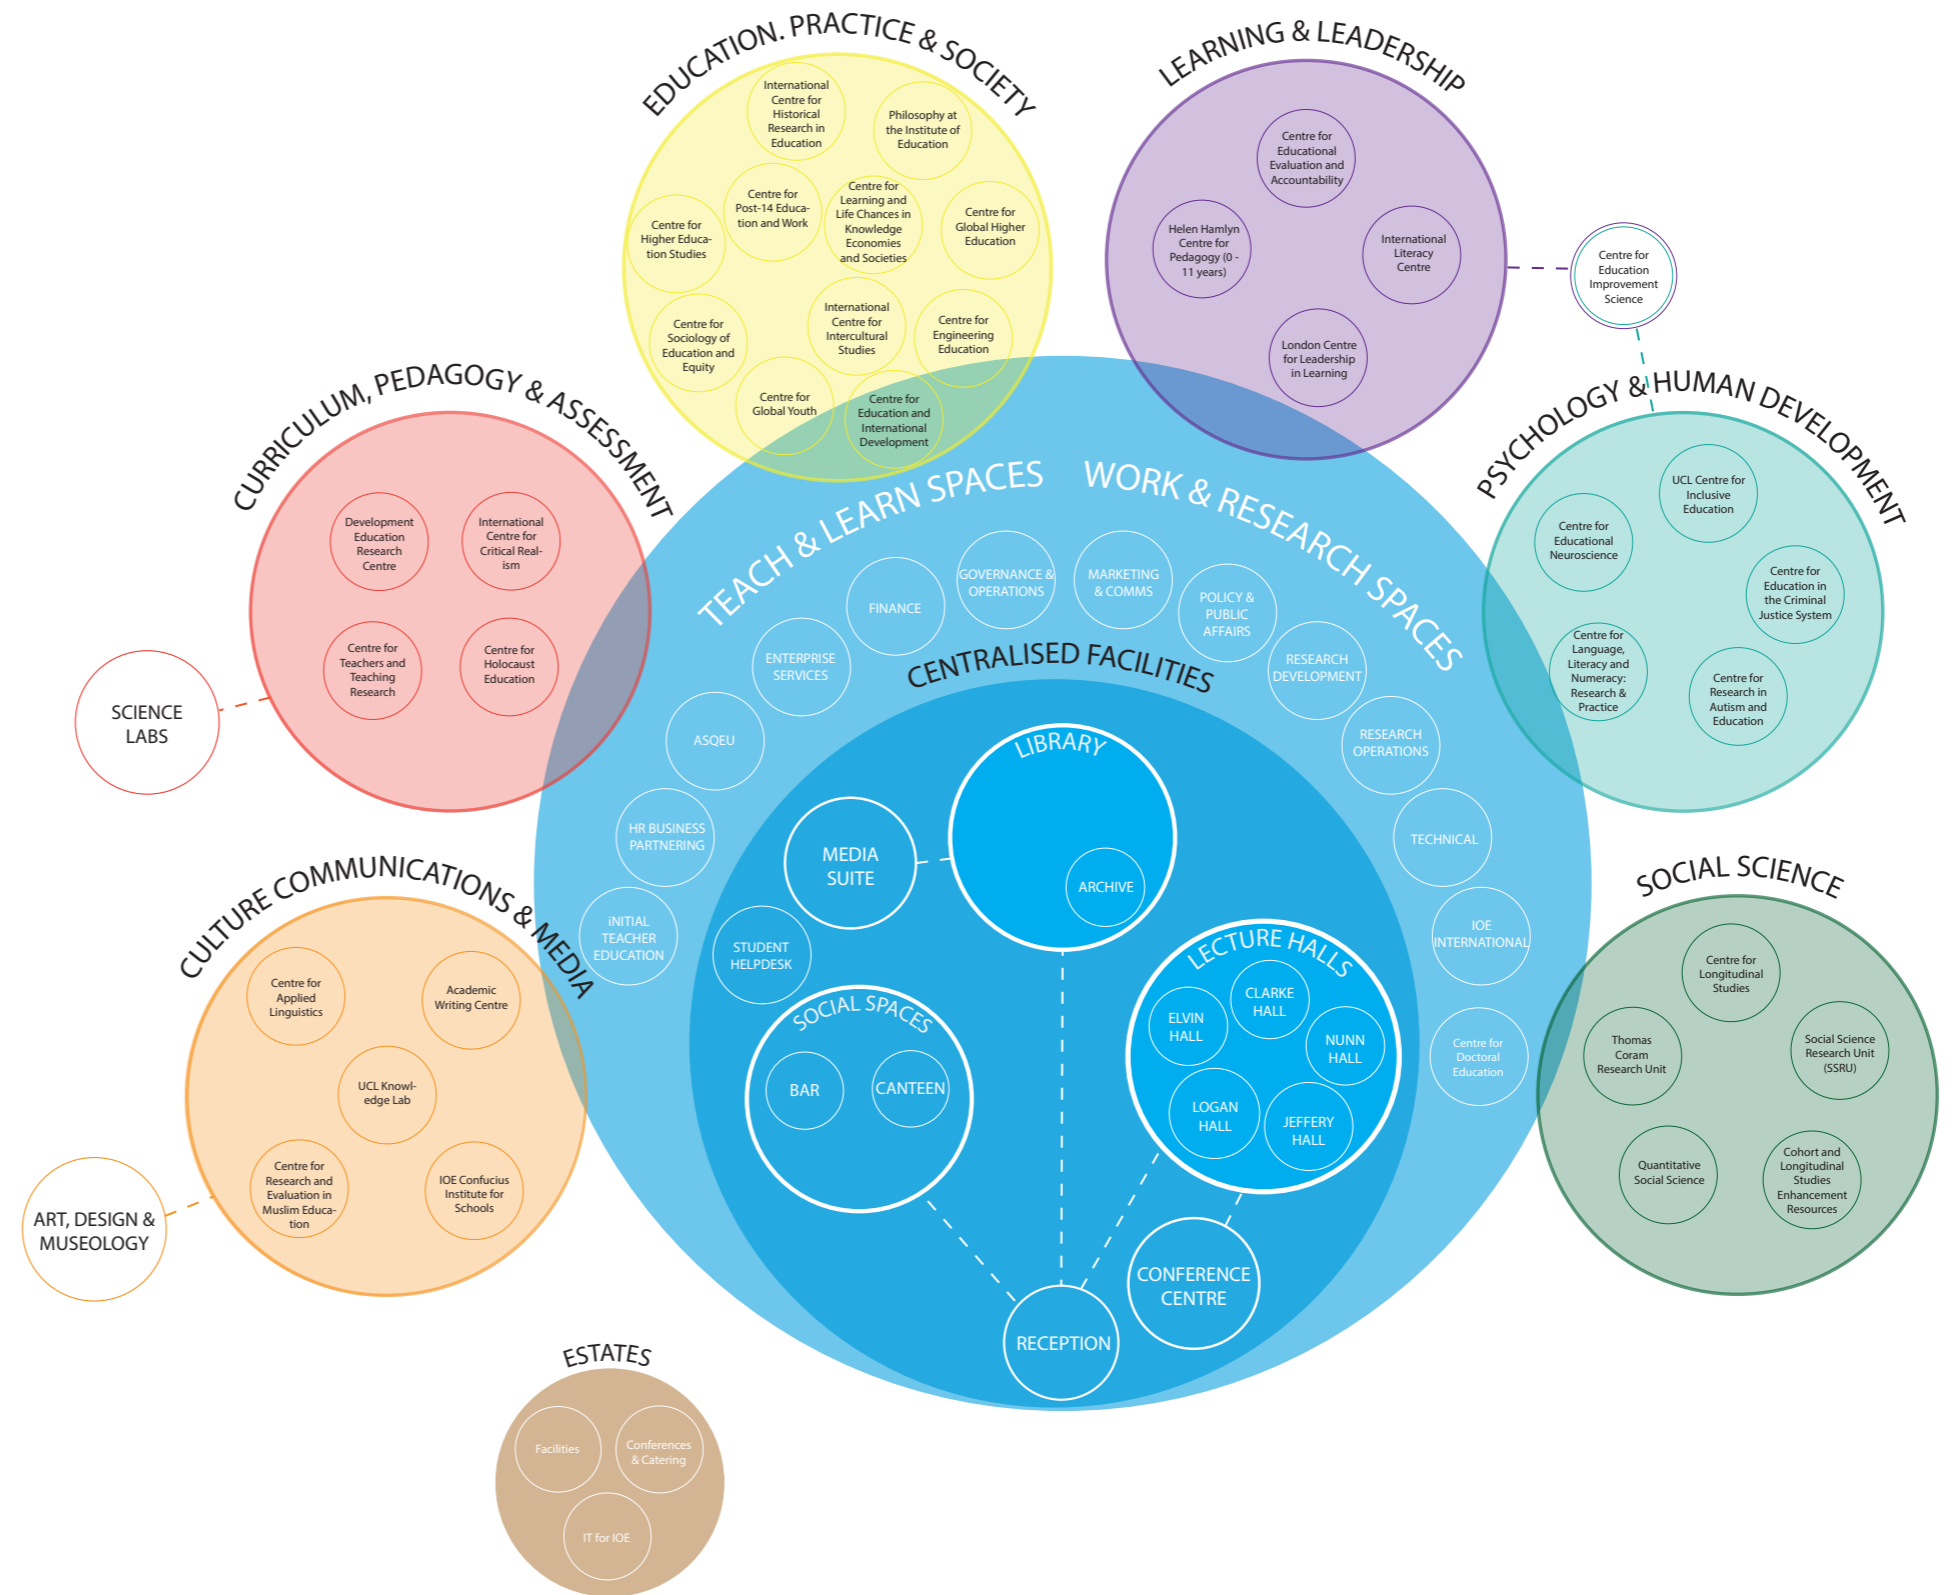 EDUCATION. PRACTICE & SOCIETY
International
Centre for
Historical
Research in
Education
Philosophy at
the Institute of
Education
Centre for
Post-14 Educa-
tion and Work
Centre for
Learning and
Life Chances in
Knowledge
Economies
and Societies
Centre for
Global Higher
Education
Centre for
Higher Educa-
tion Studies
Centre for
Sociology of
Education and
Equity
International
Centre for
Intercultural
Studies
Centre for
Engineering
Education
Centre for
Global Youth
Centre for
Education and
International
Development
LEARNING & LEADERSHIP
Centre for
Educational
Evaluation and
Accountability
Helen Hamlyn
Centre for
Pedagogy (0 -
11 years)
International
Literacy
Centre
London Centre
for Leadership
in Learning
Centre for
Education
Improvement
Science
PSYCHOLOGY & HUMAN DEVELOPMENT
UCL Centre for
Inclusive
Education
Centre for
Educational
Neuroscience
Centre for
Education in
the Criminal
Justice System
Centre for
Language,
Literacy and
Numeracy:
Research &
Practice
Centre for
Research in
Autism and
Education
CURRICULUM, PEDAGOGY & ASSESSMENT
Development
Education
Research
Centre
International
Centre for
Critical Real-
ism
Centre for
Teachers and
Teaching
Research
Centre for
Holocaust
Education
SCIENCE
LABS
TEACH & LEARN SPACES
WORK & RESEARCH SPACES
iNITIAL
TEACHER
EDUCATION
HR BUSINESS
PARTNERING
ASQEU
ENTERPRISE
SERVICES
FINANCE
GOVERNANCE &
OPERATIONS
MARKETING
& COMMS
POLICY &
PUBLIC
AFFAIRS
RESEARCH
DEVELOPMENT
RESEARCH
OPERATIONS
TECHNICAL
IOE
INTERNATIONAL
Centre for
Doctoral
Education
CENTRALISED FACILITIES
LIBRARY
ARCHIVE
MEDIA
SUITE
STUDENT
HELPDESK
SOCIAL SPACES
BAR
CANTEEN
LECTURE HALLS
ELVIN
HALL
CLARKE
HALL
NUNN
HALL
LOGAN
HALL
JEFFERY
HALL
CONFERENCE
CENTRE
RECEPTION
CULTURE COMMUNICATIONS & MEDIA
Centre for
Applied
Linguistics
Academic
Writing Centre
UCL Knowl-
edge Lab
Centre for
Research and
Evaluation in
Muslim Educa-
tion
IOE Confucius
Institute for
Schools
ART, DESIGN &
MUSEOLOGY
SOCIAL SCIENCE
Centre for
Longitudinal
Studies
Thomas
Coram
Research Unit
Social Science
Research Unit
(SSRU)
Quantitative
Social Science
Cohort and
Longitudinal
Studies
Enhancement
Resources
ESTATES
Facilities
Conferences
& Catering
IT for IOE